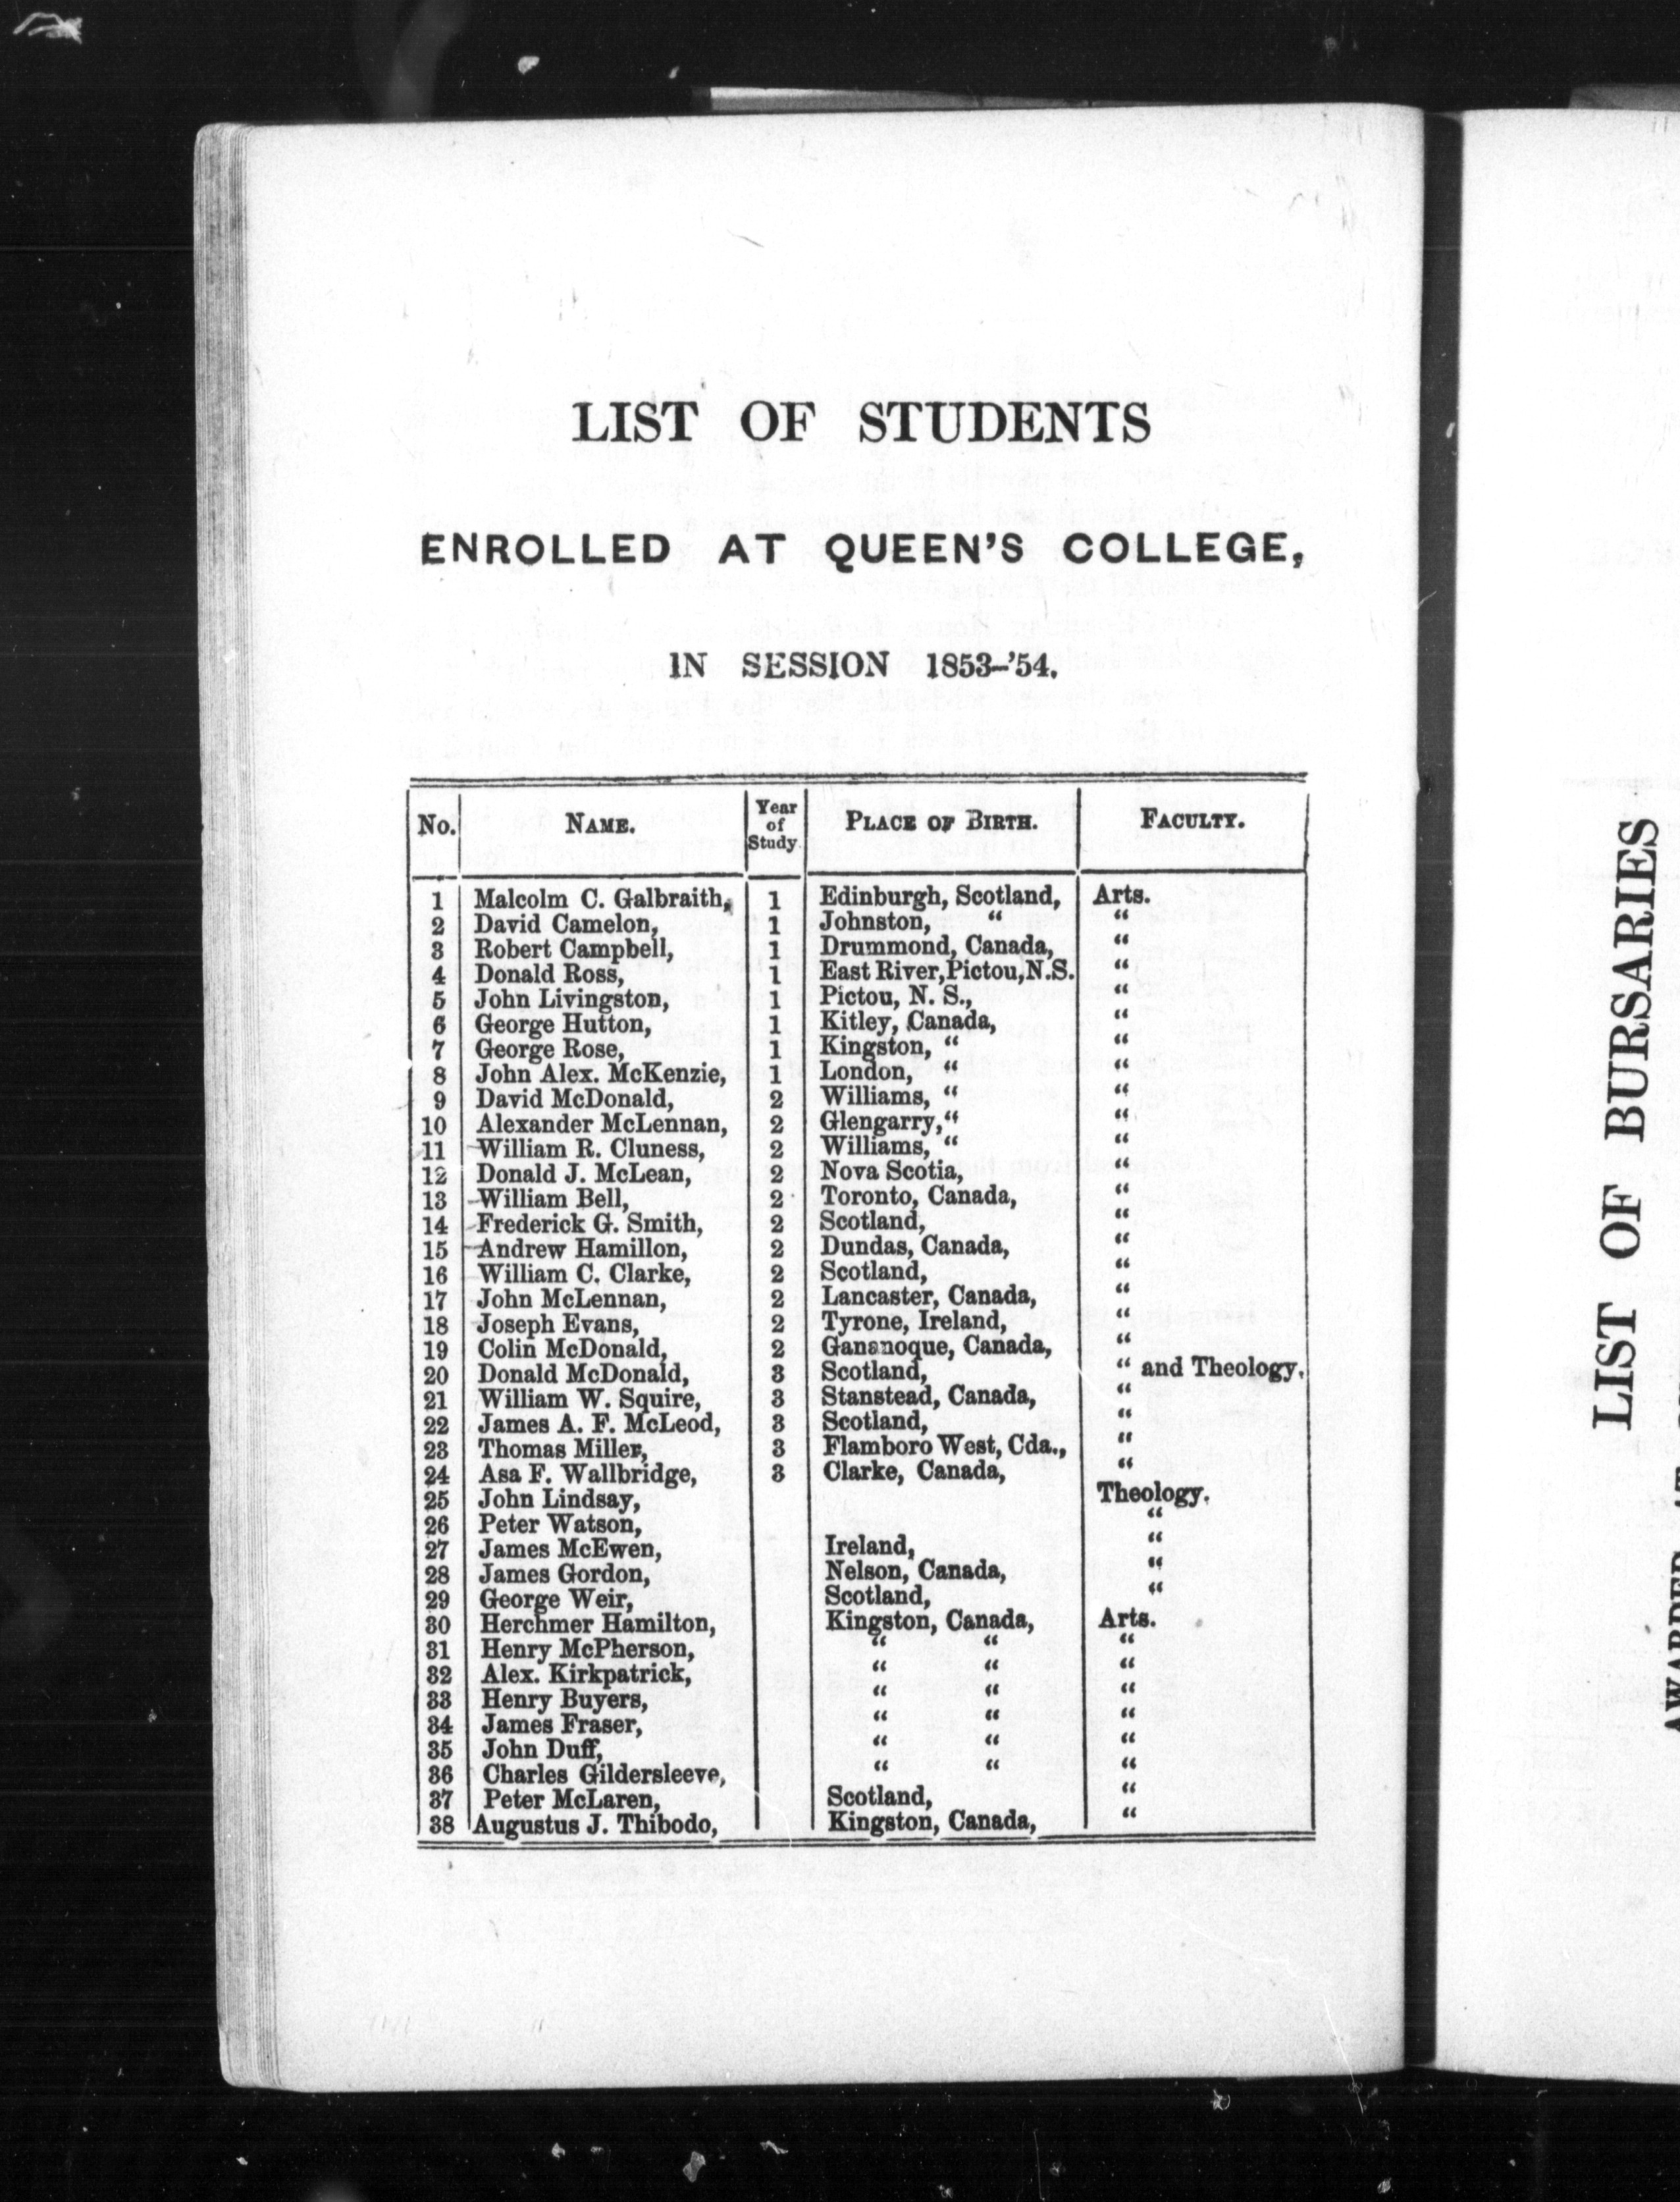 LIST OF STUDENTS
ENROLLED AT QUEEN'S COLLEGE,
IN SESSION 1853-'54.
No. NAME. Year of Study. PLACE OF BIRTH. FACULTY.
1 Malcolm C. Galbraith, 1 Edinburgh, Scotland, Arts.
2 David Camelon, 1 Johnston, “ “
3 Robert Campbell, 1 Drummond, Canada, “
4 Donald Ross, 1 East River, Pictou, N.S. “
5 John Livingston, 1 Pictou, N. S., “
6 George Hutton, 1 Kitley, Canada, “
7 George Rose, 1 Kingston, “ “
8 John Alex. McKenzie, 1 London, “ “
9 David McDonald, 2 Williams, “ “
10 Alexander McLennan, 2 Glengarry, “ “
11 William R. Cluness, 2 Williams, “ “
12 Donald J. McLean, 2 Nova Scotia, “
13 William Bell, 2 Toronto, Canada, “
14 Frederick G. Smith, 2 Scotland, “
15 Andrew Hamillon, 2 Dundas, Canada, “
16 William C. Clarke, 2 Scotland, “
17 John McLennan, 2 Lancaster, Canada, “
18 Joseph Evans, 2 Tyrone, Ireland, “
19 Colin McDonald, 2 Gananoque, Canada, “
20 Donald McDonald, 3 Scotland, “ and Theology.
21 William W. Squire, 3 Stanstead, Canada, “
22 James A. F. McLeod, 3 Scotland, “
23 Thomas Miller, 3 Flamboro West, Cda., “
24 Asa F. Wallbridge, 3 Clarke, Canada, “
25 John Lindsay, Theology.
26 Peter Watson, “
27 James McEwen, Ireland, “
28 James Gordon, Nelson, Canada, “
29 George Weir, Scotland, “
30 Herchmer Hamilton, Kingston, Canada, Arts.
31 Henry McPherson, “ “ “
32 Alex. Kirkpatrick, “ “ “
33 Henry Buyers, “ “ “
34 James Fraser, “ “ “
35 John Duff, “ “ “
36 Charles Gildersleeve, “ “ “
37 Peter McLaren, Scotland, “
38 Augustus J. Thibodo, Kingston, Canada, “
LIST OF BURSARIES